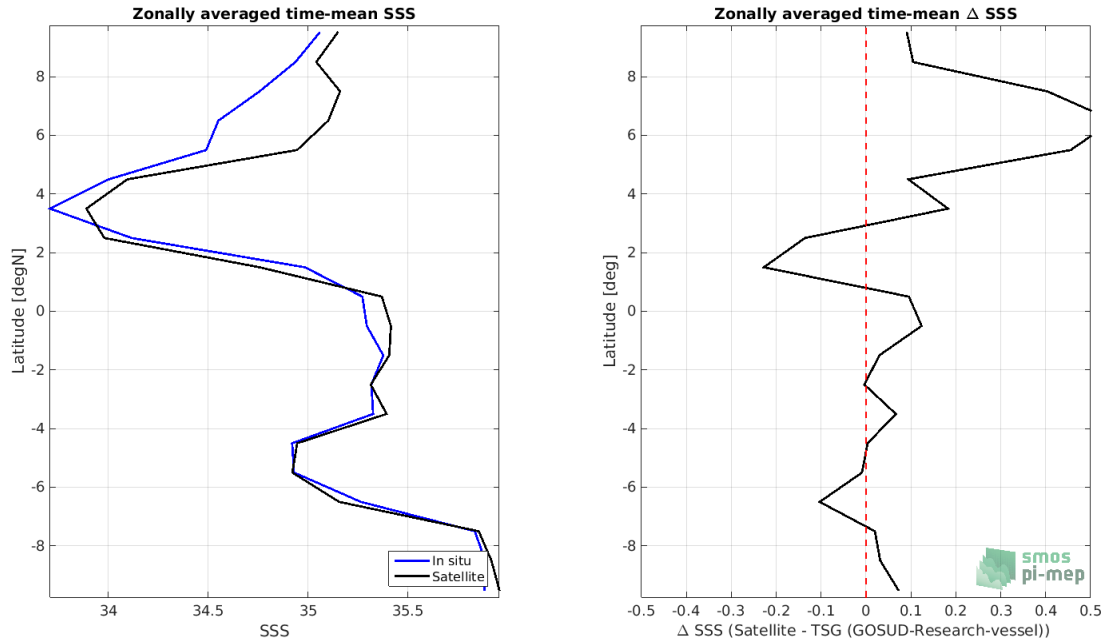 Zonally averaged time-mean SSS
Latitude [degN]
8
6
4
2
0
-2
-4
-6
-8
34
34.5
35
35.5
SSS
In situ
Satellite
Zonally averaged time-mean Δ SSS
Latitude [deg]
8
6
4
2
0
-2
-4
-6
-8
-0.5 -0.4 -0.3 -0.2 -0.1 0 0.1 0.2 0.3 0.4 0.5
Δ SSS (Satellite - TSG (GOSUD-Research-vessel))
smos
pi-mep